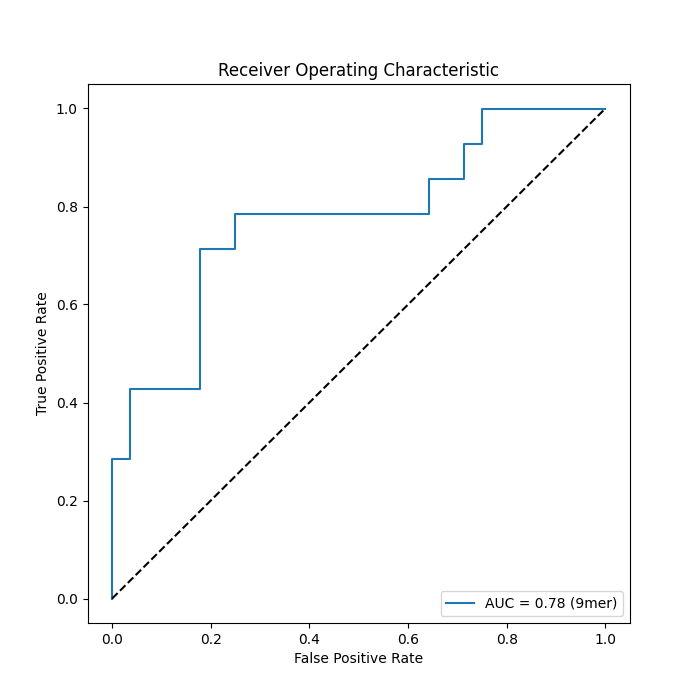 Receiver Operating Characteristic
1.0
0.8
0.6
0.4
0.2
0.0
True Positive Rate
AUC = 0.78 (9mer)
0.0 0.2 0.4 0.6 0.8 1.0
False Positive Rate